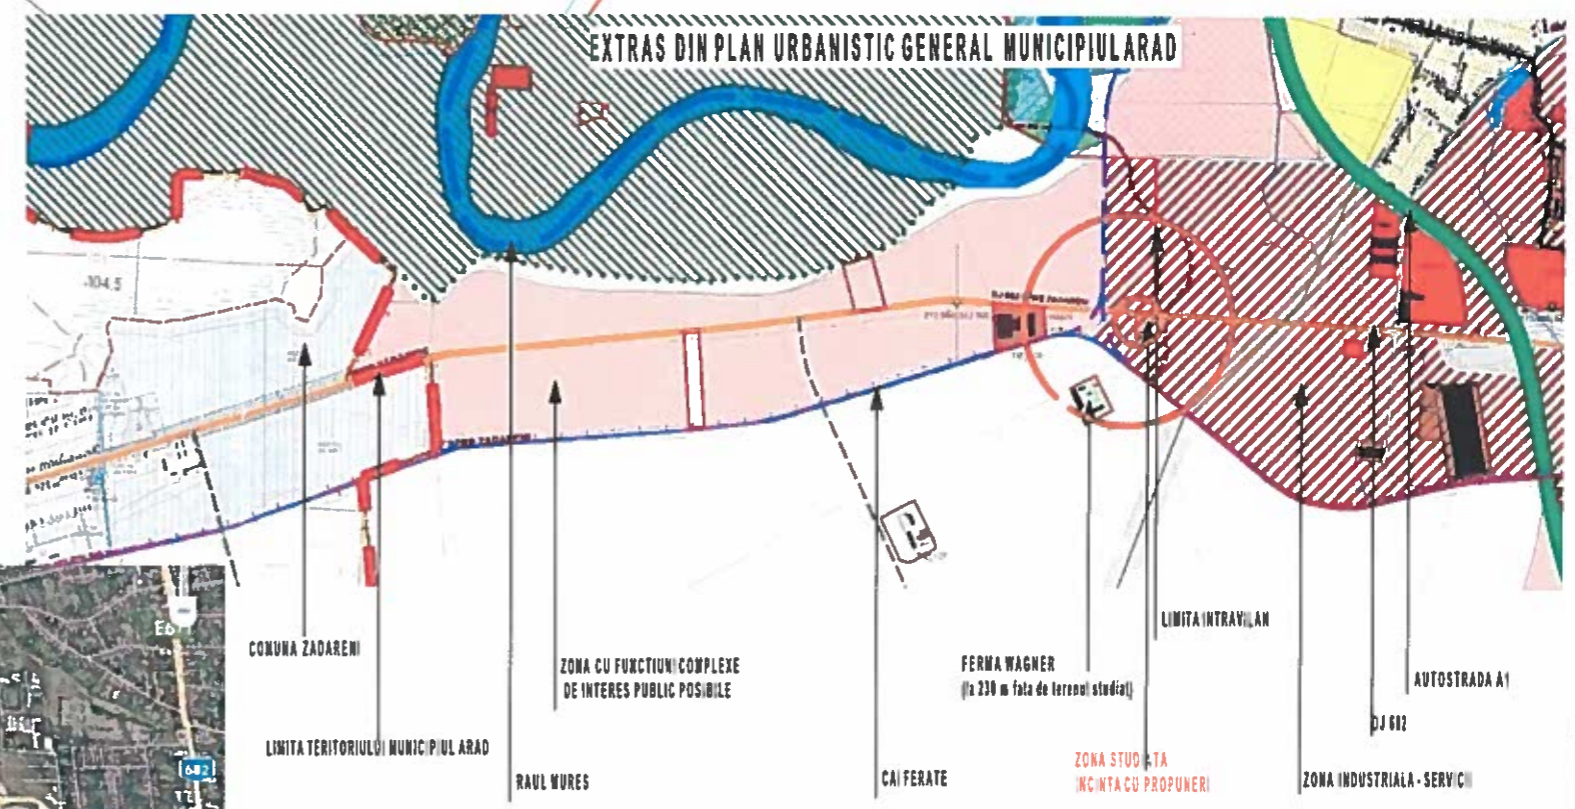 EXTRAS DIN PLAN URBANISTIC GENERAL MUNICIPIUL ARAD
104.5
COMUNA ZADARENI
LIMITA TERITORIULUI MUNICIPIUL ARAD
RAUL MURES
ZONA CU FUNCTIUNI COMPLEXE
DE INTERES PUBLIC POSIBILE
CAI FERATE
FERMA WAGNER
(la 230 m fata de terenul studiat)
ZONA STUDIATA
INCINTA CU PROPUNERI
LIMITA INTRAVILAN
AUTOSTRADA A1
DJ 682
ZONA INDUSTRIALA - SERVICII
E671
682